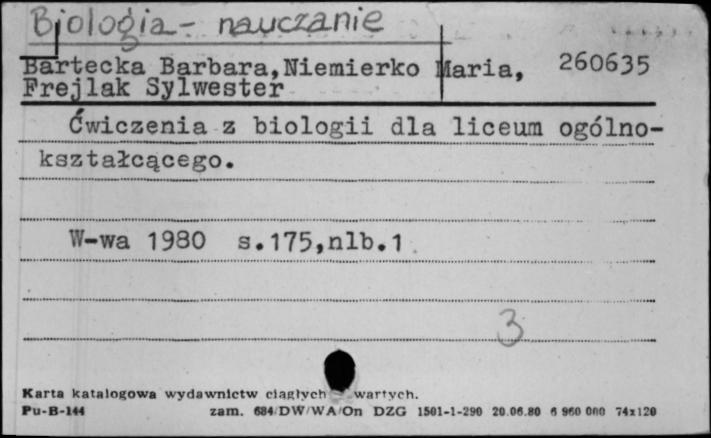 Biologia - nauczanie
Bartecka Barbara, Niemierko Maria, 260635
Frejlak Sylwester
Ćwiczenia z biologii dla liceum ogólno-
kształcącego.
W-wa 1980 s.175,nlb.1
3
Karta katalogowa wydawnictw ciągłych wartych.
Pu-B-144 zam. 684/DW/WA/On DZG 1501-1-290 20.06.80 6 960 000 74x120